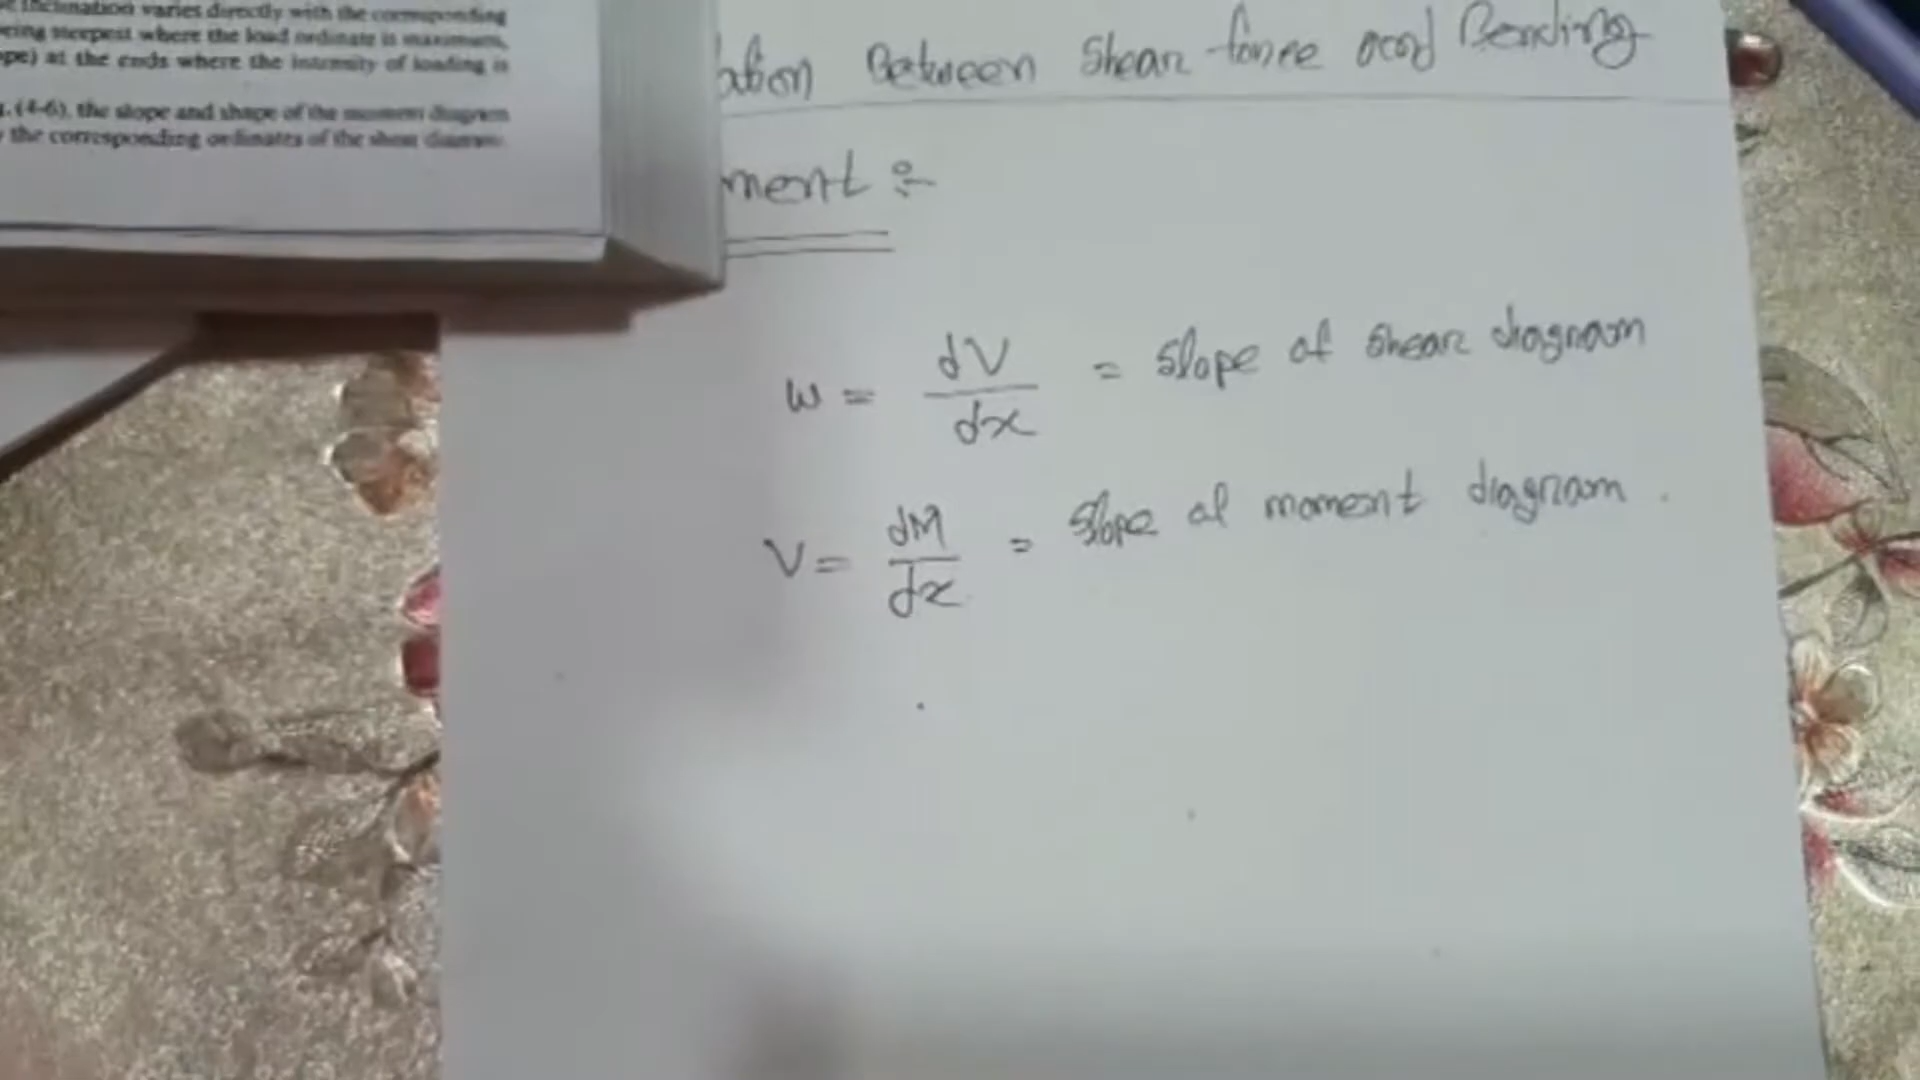 inclination varies directly with the corresponding
being steepest where the load ordinate is maximum,
ope) at the ends where the intensity of loading is
. (4-6), the slope and shape of the moment diagram
the corresponding ordinates of the shear diagram.
ation Between Shear force and Bending
ment :-
w = dV/dx = slope of shear diagram
V = dM/dx = slope of moment diagram.